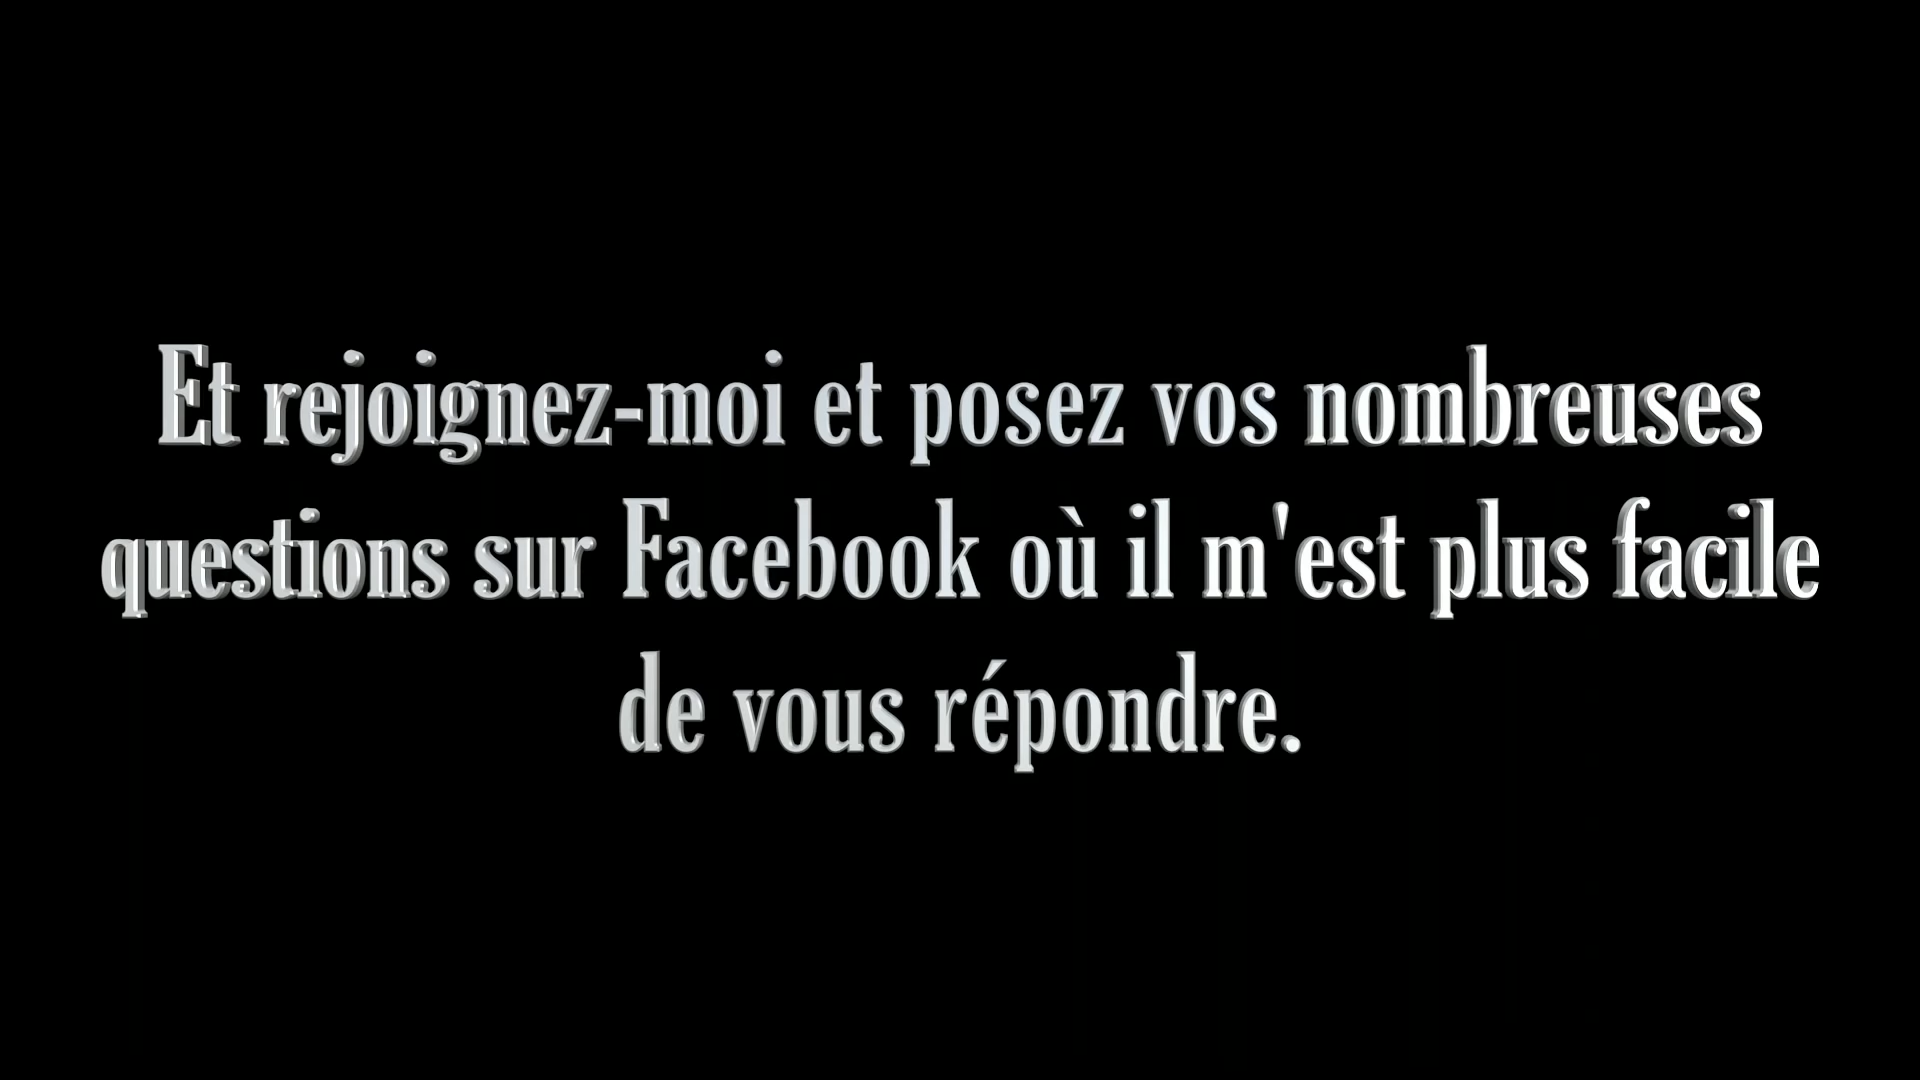 Et rejoignez-moi et posez vos nombreuses
questions sur Facebook où il m'est plus facile
de vous répondre.